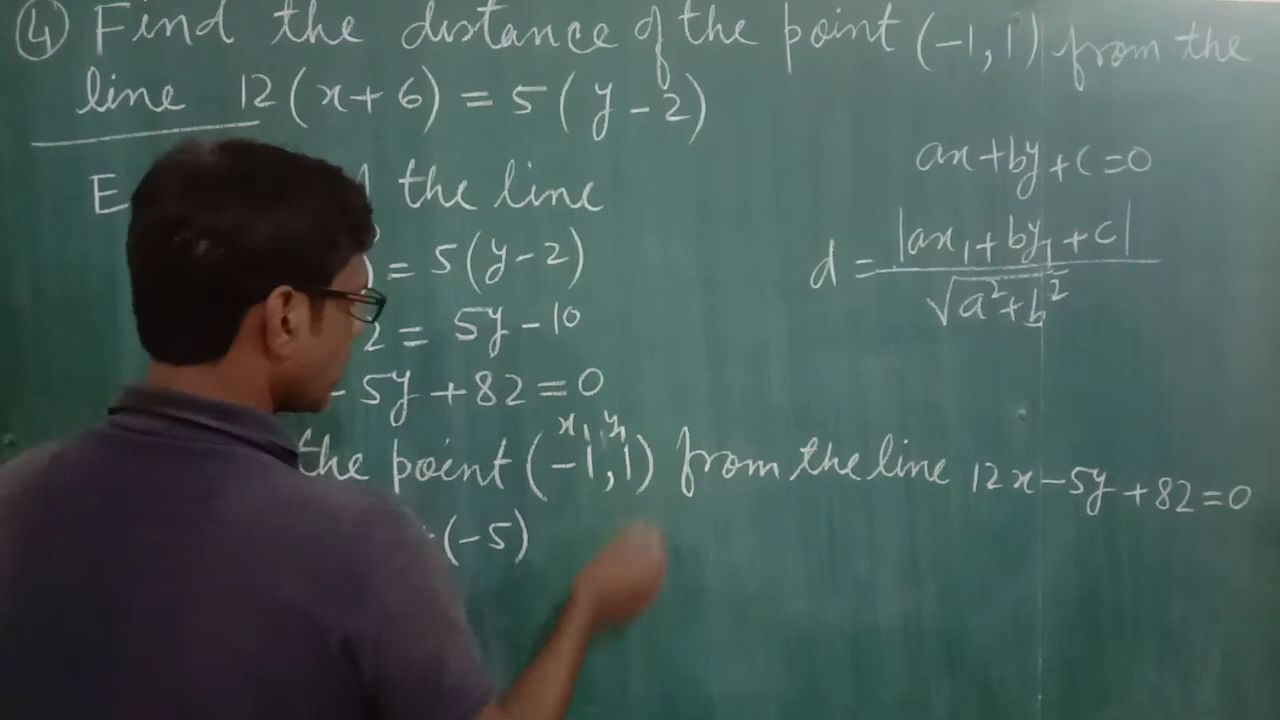 ④ Find the distance of the point (-1, 1) from the
line 12(x+6) = 5(y-2)
E the line
) = 5(y-2)
2 = 5y-10
- 5y +82=0
x₁ y₁
the point (-1, 1) from the line 12x-5y+82=0
(-5)
ax+by+c=0
d = |ax₁+by₁+c|
√a²+b²